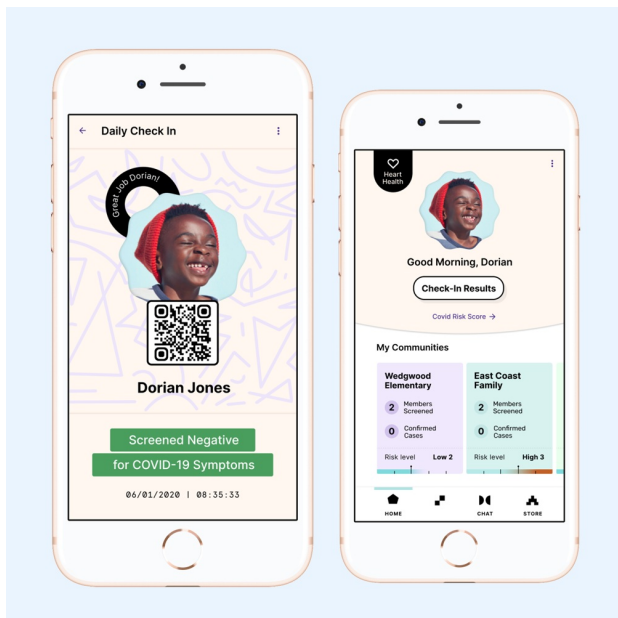 Daily Check In
Great Job Dorian!
Dorian Jones
Screened Negative
for COVID-19 Symptoms
06/01/2020 | 08:35:33
Heart
Health
Good Morning, Dorian
Check-In Results
Covid Risk Score →
My Communities
Wedgwood
Elementary
2 Members
Screened
0 Confirmed
Cases
Risk level Low 2
East Coast
Family
2 Members
Screened
0 Confirmed
Cases
Risk level High 3
HOME
CHAT
STORE